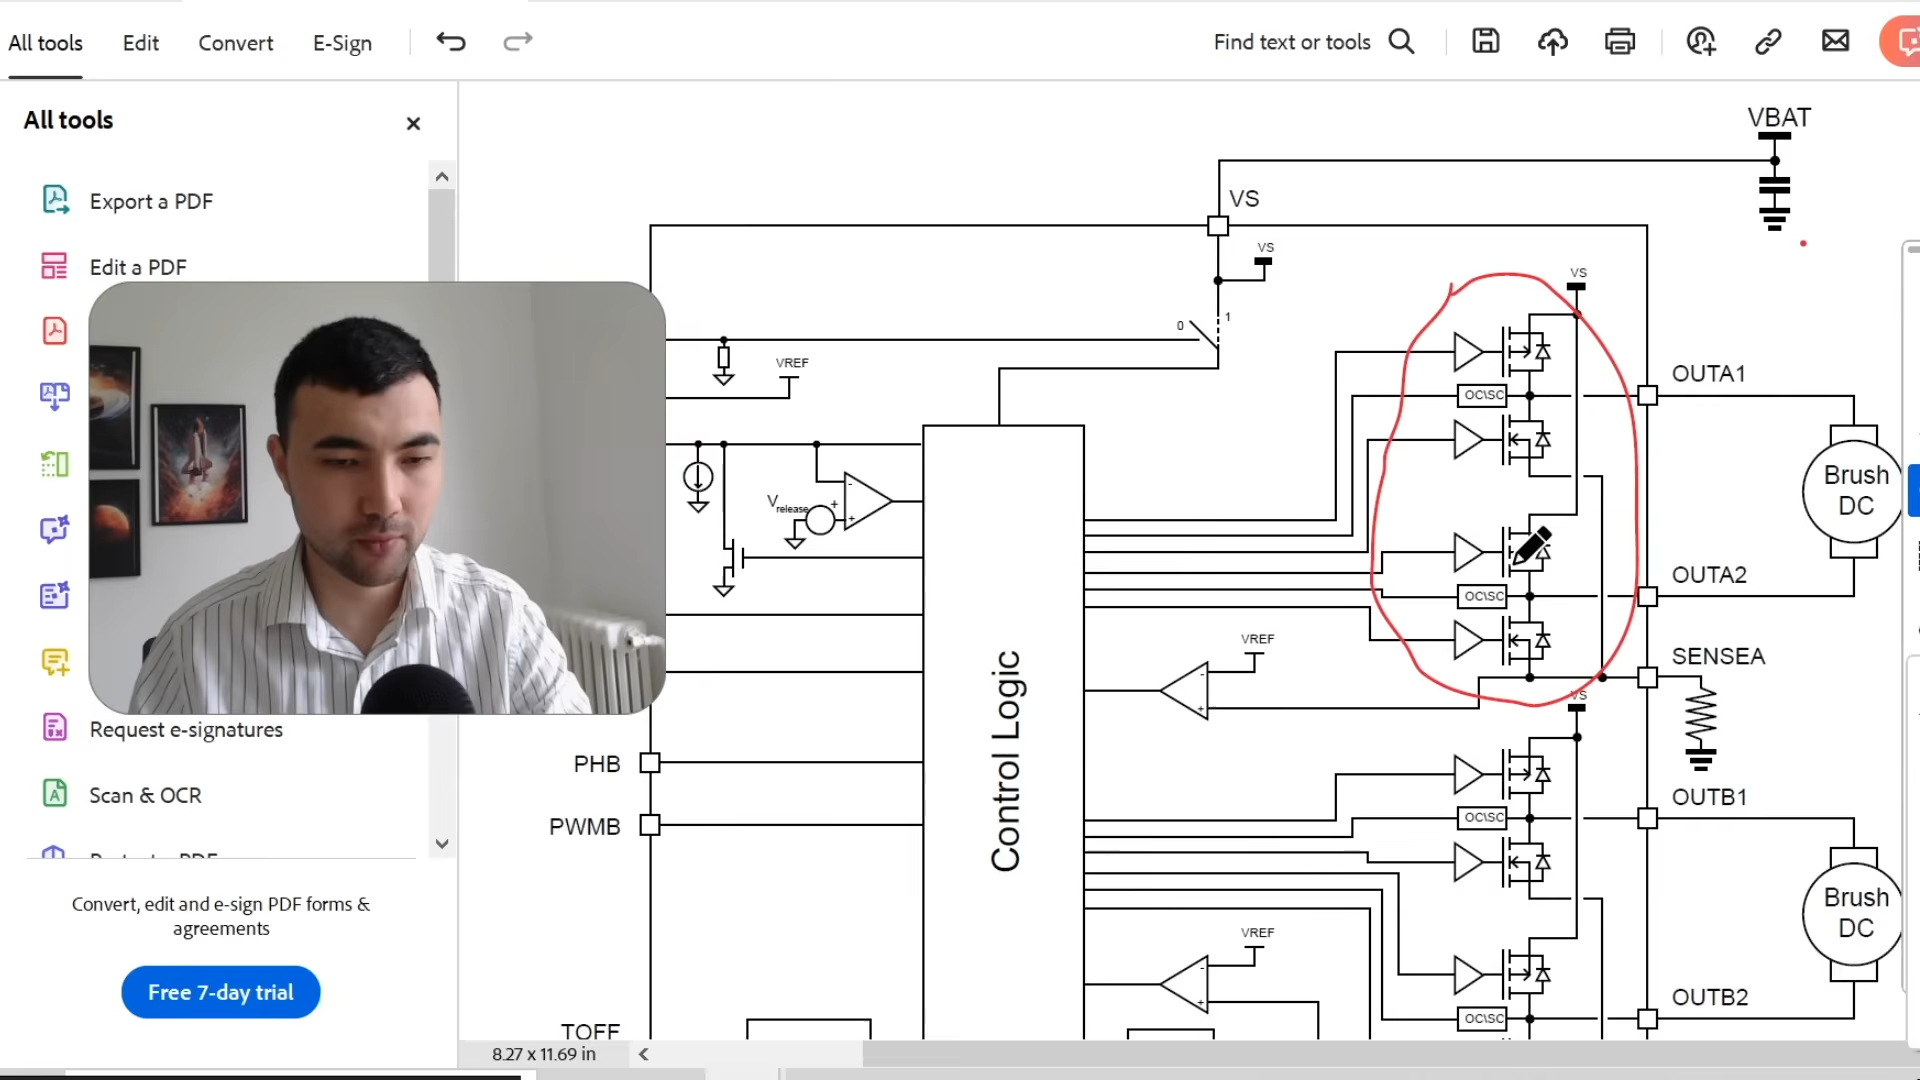 All tools
Edit
Convert
E-Sign
Find text or tools
All tools
Export a PDF
Edit a PDF
Request e-signatures
Scan & OCR
Convert, edit and e-sign PDF forms &
agreements
Free 7-day trial
VBAT
VS
VS
VS
0
1
VREF
OUTA1
OC\SC
Brush
DC
Vrelease
+
-
+
OUTA2
OC\SC
VREF
SENSEA
-
+
VS
Control Logic
PHB
PWMB
OUTB1
OC\SC
Brush
DC
VREF
-
+
OUTB2
OC\SC
TOFF
8.27 x 11.69 in